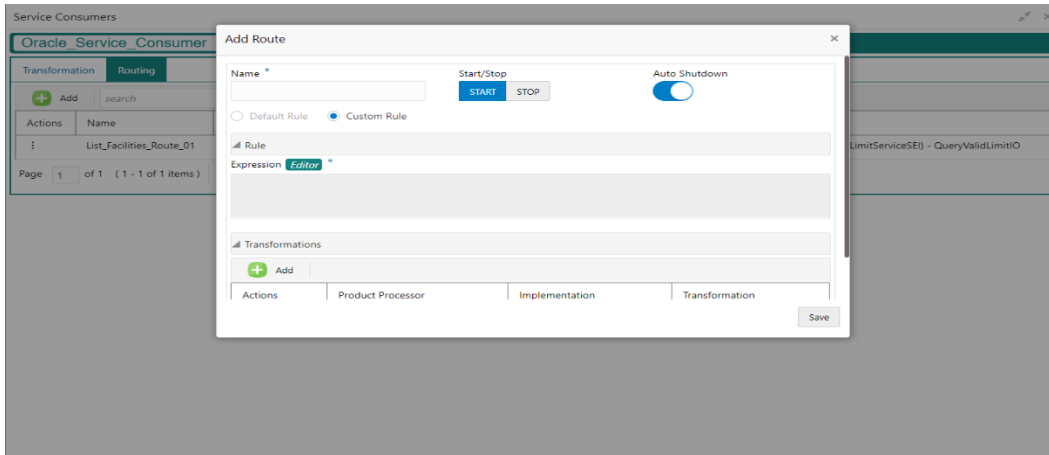 Service Consumers
Oracle_Service_Consumer
Transformation Routing
Add search
Actions Name
List_Facilities_Route_01
LimitServiceSEI) - QueryValidLimitIO
Page 1 of 1 (1 - 1 of 1 items)
Add Route
Name * Start/Stop Auto Shutdown
START STOP
Default Rule Custom Rule
Rule
Expression Editor *
Transformations
Add
Actions Product Processor Implementation Transformation
Save